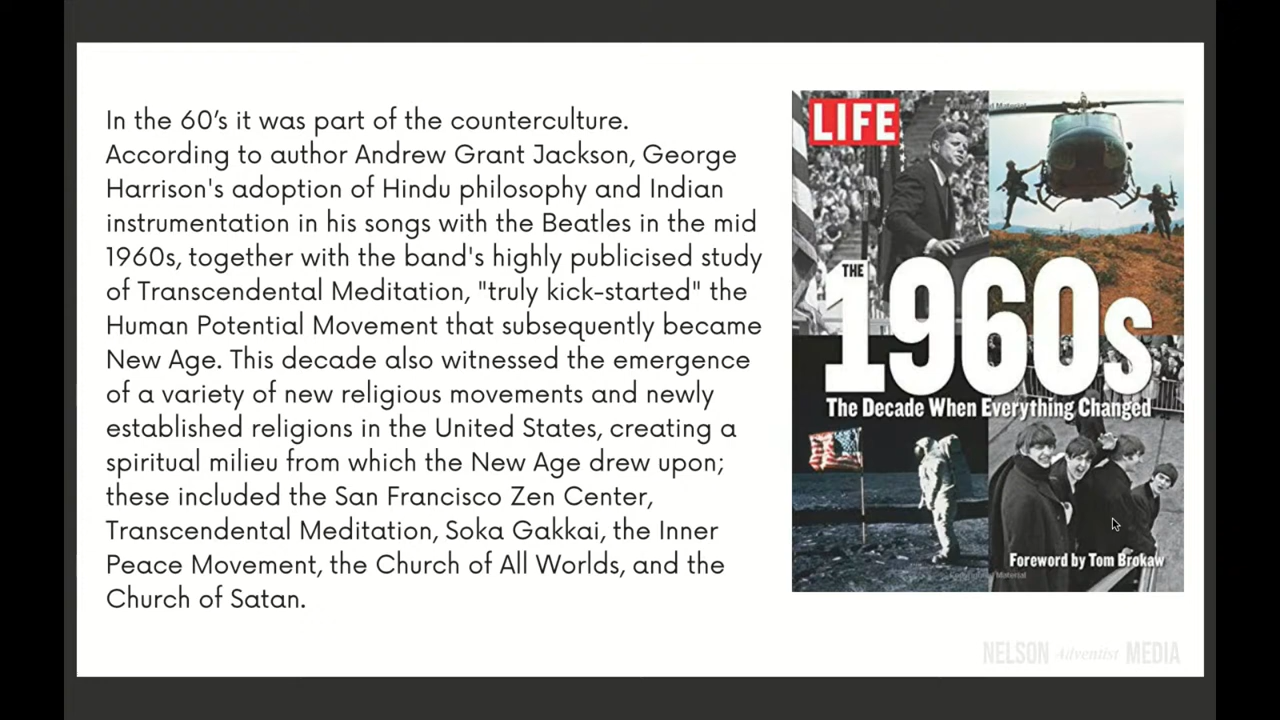 In the 60's it was part of the counterculture.
According to author Andrew Grant Jackson, George
Harrison's adoption of Hindu philosophy and Indian
instrumentation in his songs with the Beatles in the mid
1960s, together with the band's highly publicised study
of Transcendental Meditation, "truly kick-started" the
Human Potential Movement that subsequently became
New Age. This decade also witnessed the emergence
of a variety of new religious movements and newly
established religions in the United States, creating a
spiritual milieu from which the New Age drew upon;
these included the San Francisco Zen Center,
Transcendental Meditation, Soka Gakkai, the Inner
Peace Movement, the Church of All Worlds, and the
Church of Satan.
LIFE
THE
1960s
The Decade When Everything Changed
Foreword by Tom Brokaw
Material
NELSON Adventist MEDIA